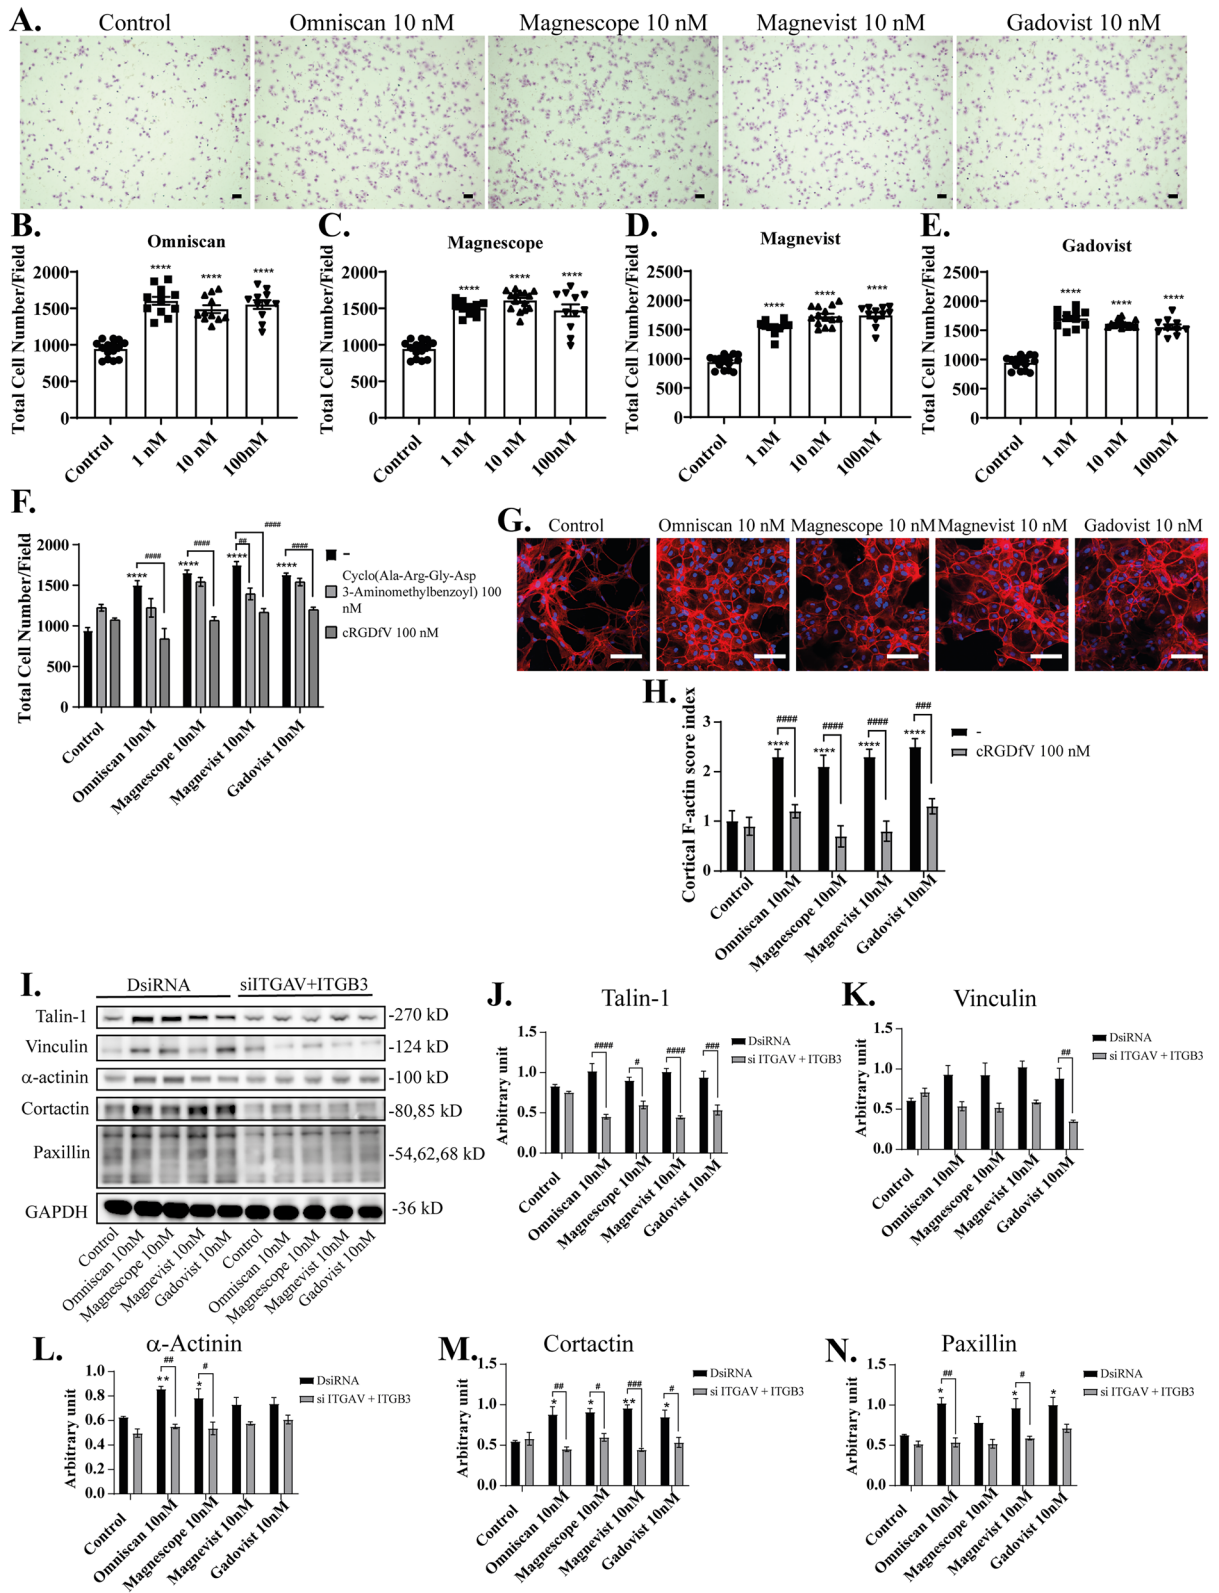 A.
Control
Omniscan 10 nM
Magnescope 10 nM
Magnevist 10 nM
Gadovist 10 nM
B.
Omniscan
Total Cell Number/Field
2000
1500
1000
500
0
****
****
****
Control
1 nM
10 nM
100nM
C.
Magnescope
Total Cell Number/Field
2000
1500
1000
500
0
****
****
****
Control
1 nM
10 nM
100nM
D.
Magnevist
Total Cell Number/Field
2500
2000
1500
1000
500
0
****
****
****
Control
1 nM
10 nM
100nM
E.
Gadovist
Total Cell Number/Field
2500
2000
1500
1000
500
0
****
****
****
Control
1 nM
10 nM
100nM
F.
Total Cell Number/Field
2000
1500
1000
500
0
****
####
****
####
****
##
####
****
####
Control
Omniscan 10nM
Magnescope 10nM
Magnevist 10nM
Gadovist 10nM
-
Cyclo(Ala-Arg-Gly-Asp
3-Aminomethylbenzoyl) 100
nM
cRGDfV 100 nM
G.
Control
Omniscan 10 nM
Magnescope 10 nM
Magnevist 10 nM
Gadovist 10 nM
H.
Cortical F-actin score index
3
2
1
0
****
####
****
####
****
####
****
###
Control
Omniscan 10nM
Magnescope 10nM
Magnevist 10nM
Gadovist 10nM
-
cRGDfV 100 nM
I.
DsiRNA
siITGAV+ITGB3
Talin-1
-270 kD
Vinculin
-124 kD
α-actinin
-100 kD
Cortactin
-80,85 kD
Paxillin
-54,62,68 kD
GAPDH
-36 kD
Control
Omniscan 10nM
Magnescope 10nM
Magnevist 10nM
Gadovist 10nM
Control
Omniscan 10nM
Magnescope 10nM
Magnevist 10nM
Gadovist 10nM
J.
Talin-1
Arbitrary unit
1.5
1.0
0.5
0.0
####
#
####
###
Control
Omniscan 10nM
Magnescope 10nM
Magnevist 10nM
Gadovist 10nM
DsiRNA
si ITGAV + ITGB3
K.
Vinculin
Arbitrary unit
1.5
1.0
0.5
0.0
##
Control
Omniscan 10nM
Magnescope 10nM
Magnevist 10nM
Gadovist 10nM
DsiRNA
si ITGAV + ITGB3
L.
α-Actinin
Arbitrary unit
1.0
0.8
0.6
0.4
0.2
0.0
**
##
*
#
Control
Omniscan 10nM
Magnescope 10nM
Magnevist 10nM
Gadovist 10nM
DsiRNA
si ITGAV + ITGB3
M.
Cortactin
Arbitrary unit
1.5
1.0
0.5
0.0
*
##
*
#
**
###
*
#
Control
Omniscan 10nM
Magnescope 10nM
Magnevist 10nM
Gadovist 10nM
DsiRNA
si ITGAV + ITGB3
N.
Paxillin
Arbitrary unit
1.5
1.0
0.5
0.0
*
##
*
#
*
Control
Omniscan 10nM
Magnescope 10nM
Magnevist 10nM
Gadovist 10nM
DsiRNA
si ITGAV + ITGB3